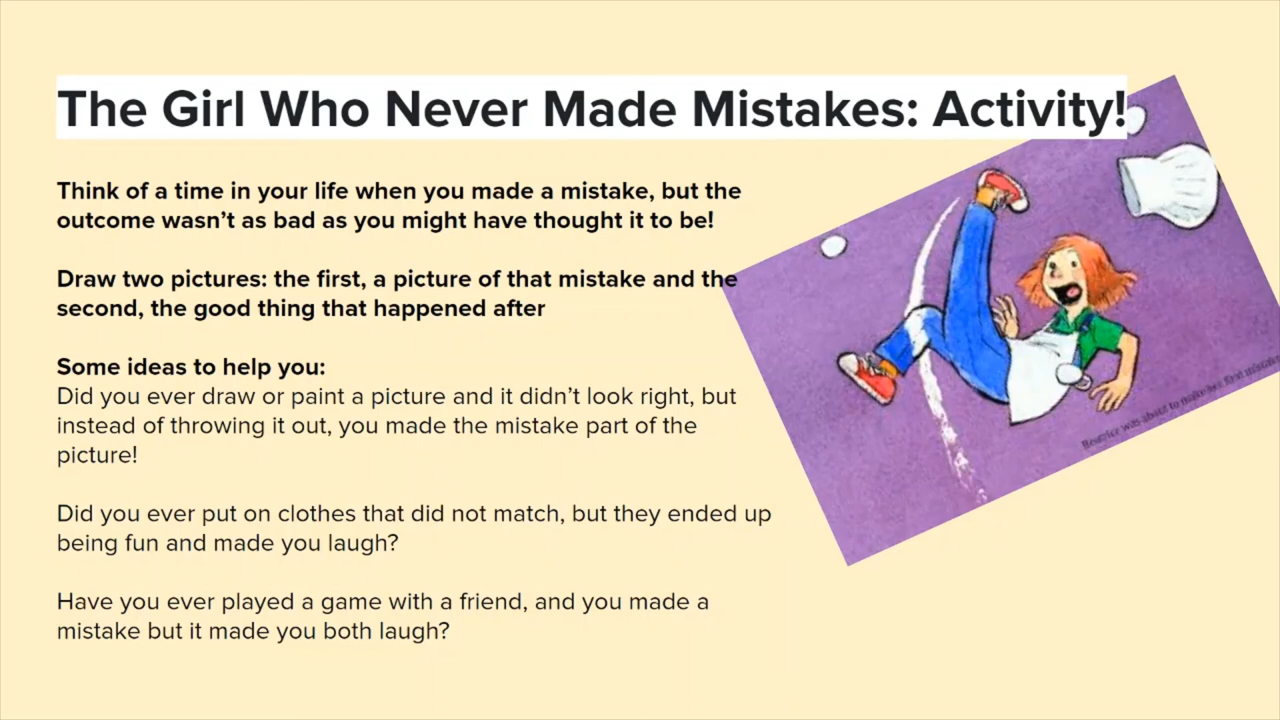 The Girl Who Never Made Mistakes: Activity!
Think of a time in your life when you made a mistake, but the
outcome wasn’t as bad as you might have thought it to be!
Draw two pictures: the first, a picture of that mistake and the
second, the good thing that happened after
Some ideas to help you:
Did you ever draw or paint a picture and it didn’t look right, but
instead of throwing it out, you made the mistake part of the
picture!
Did you ever put on clothes that did not match, but they ended up
being fun and made you laugh?
Have you ever played a game with a friend, and you made a
mistake but it made you both laugh?
Beatrice was about to make her first mistake